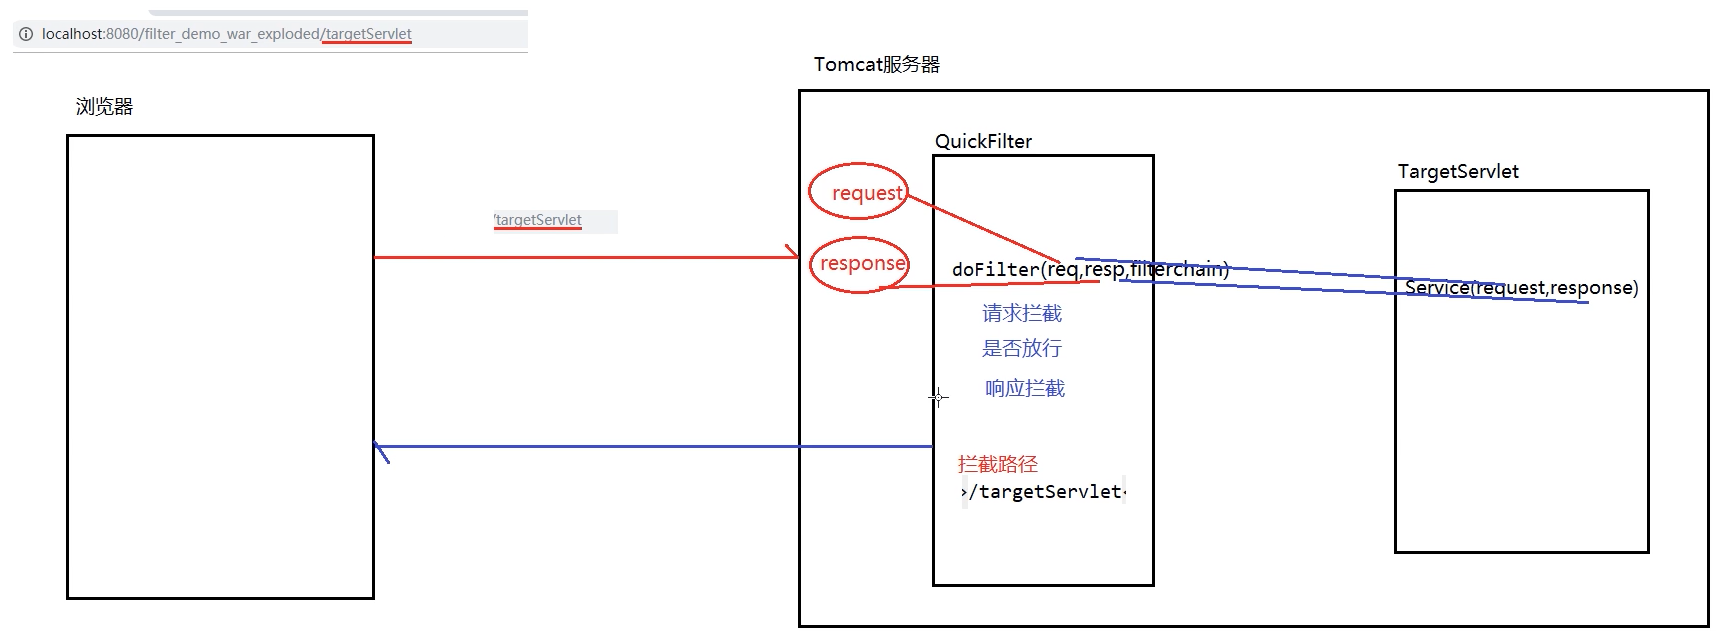 localhost:8080/filter_demo_war_exploded/targetServlet
Tomcat服务器
浏览器
QuickFilter
TargetServlet
request
/targetServlet
response
doFilter(req,resp,filterchain)
Service(request,response)
请求拦截
是否放行
响应拦截
拦截路径
>/targetServlet<